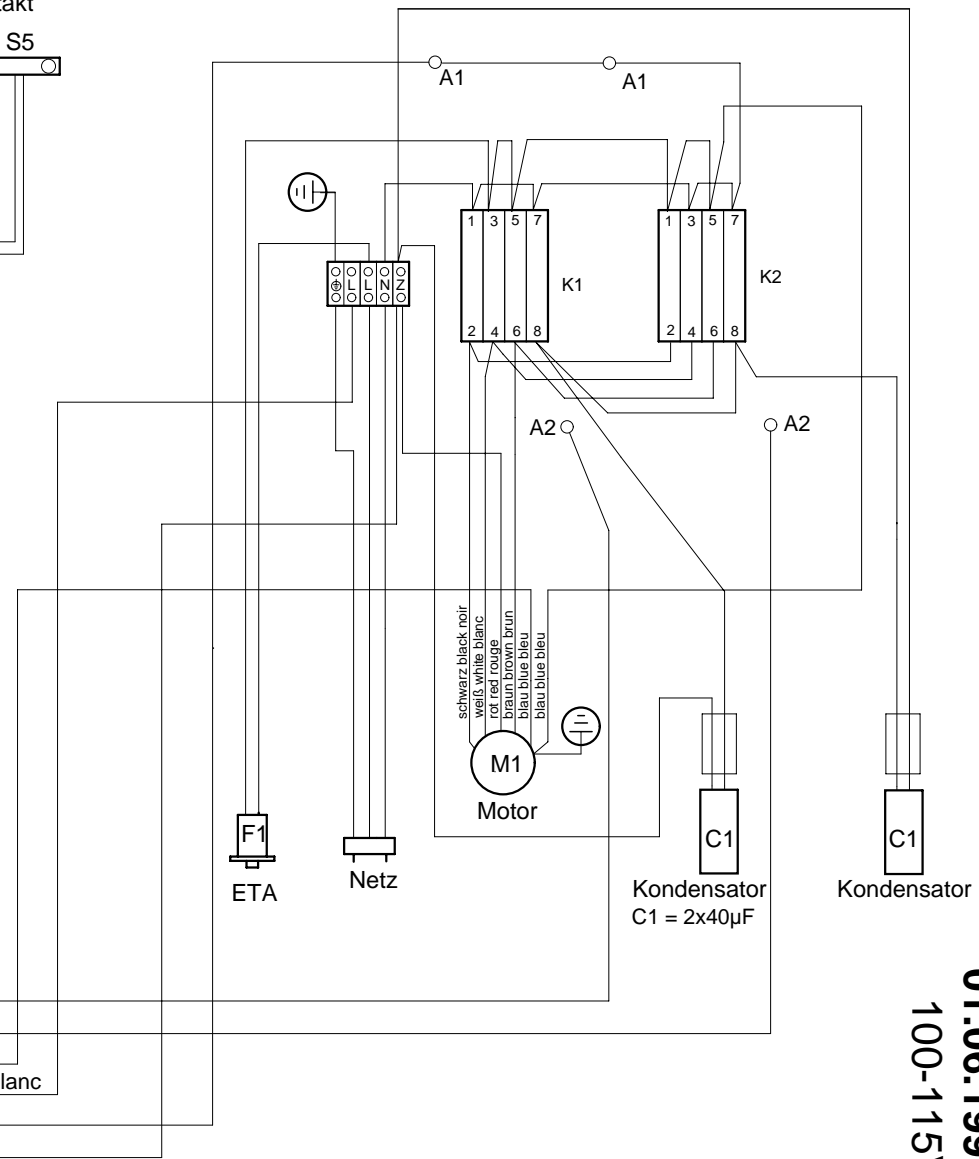 S5
A1
A1
1 3 5 7
1 3 5 7
K1
K2
L L N Z
2 4 6 8
2 4 6 8
A2
A2
schwarz black noir
weiß white blanc
rot red rouge
braun brown brun
blau blue bleu
blau blue bleu
M1
Motor
F1
ETA
Netz
C1
C1
Kondensator
C1 = 2x40µF
Kondensator
100-115